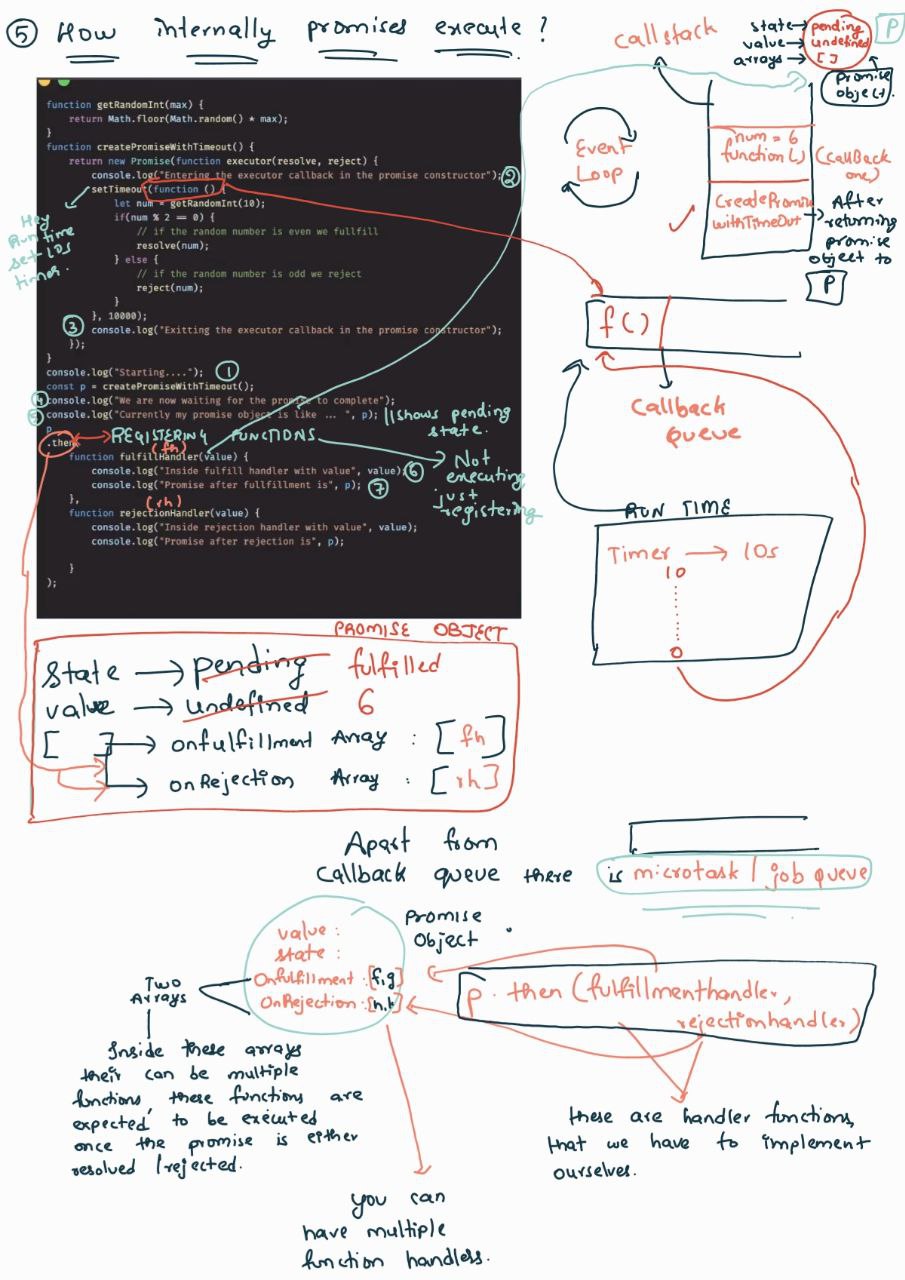 ⑤ How internally promises execute ?
function getRandomInt(max) {
    return Math.floor(Math.random() * max);
}
function createPromiseWithTimeout() {
    return new Promise(function executor(resolve, reject) {
        console.log("Entering the executor callback in the promise constructor"); ②
        setTimeout(function () {
            let num = getRandomInt(10);
            if(num % 2 == 0) {
                // if the random number is even we fullfill
                resolve(num);
            } else {
                // if the random number is odd we reject
                reject(num);
            }
        }, 10000);
③ console.log("Exitting the executor callback in the promise constructor");
    });
}
console.log("Starting...."); ①
const p = createPromiseWithTimeout();
④ console.log("We are now waiting for the promise to complete");
⑤ console.log("Currently my promise object is like ... ", p); // shows pending
state.
p
.then( REGISTERING FUNCTIONS
(fh)
    function fulfillHandler(value) {
        console.log("Inside fulfill handler with value", value); ⑥
        console.log("Promise after fullfillment is", p); ⑦
    },
(rh)
    function rejectionHandler(value) {
        console.log("Inside rejection handler with value", value);
        console.log("Promise after rejection is", p);
    }
);
Hey
Run time
set 10s
timer.
Not
executing
just
registering
callstack
state → pending
value → undefined
arrays → [ ]
P
promise
object.
Event
Loop
num = 6
function()
(callBack
one)
CreatePromise
withTimeOut
After
returning
promise
object to
P
f()
Callback
queue
RUN TIME
Timer → 10s
10
0
PROMISE OBJECT
State → pending fulfilled
value → undefined 6
[ ] → onfulfillment Array : [fh]
→ onRejection Array : [rh]
Apart from
Callback queue there is microtask / job queue
Promise
Object
value :
state :
Onfulfillment : [f,g]
OnRejection : [h,k]
Two
Arrays
p. then (fulfillmenthandler,
rejectionhandler)
Inside these arrays
their can be multiple
functions, these functions are
expected to be executed
once the promise is either
resolved /rejected.
these are handler functions,
that we have to implement
ourselves.
you can
have multiple
function handless.